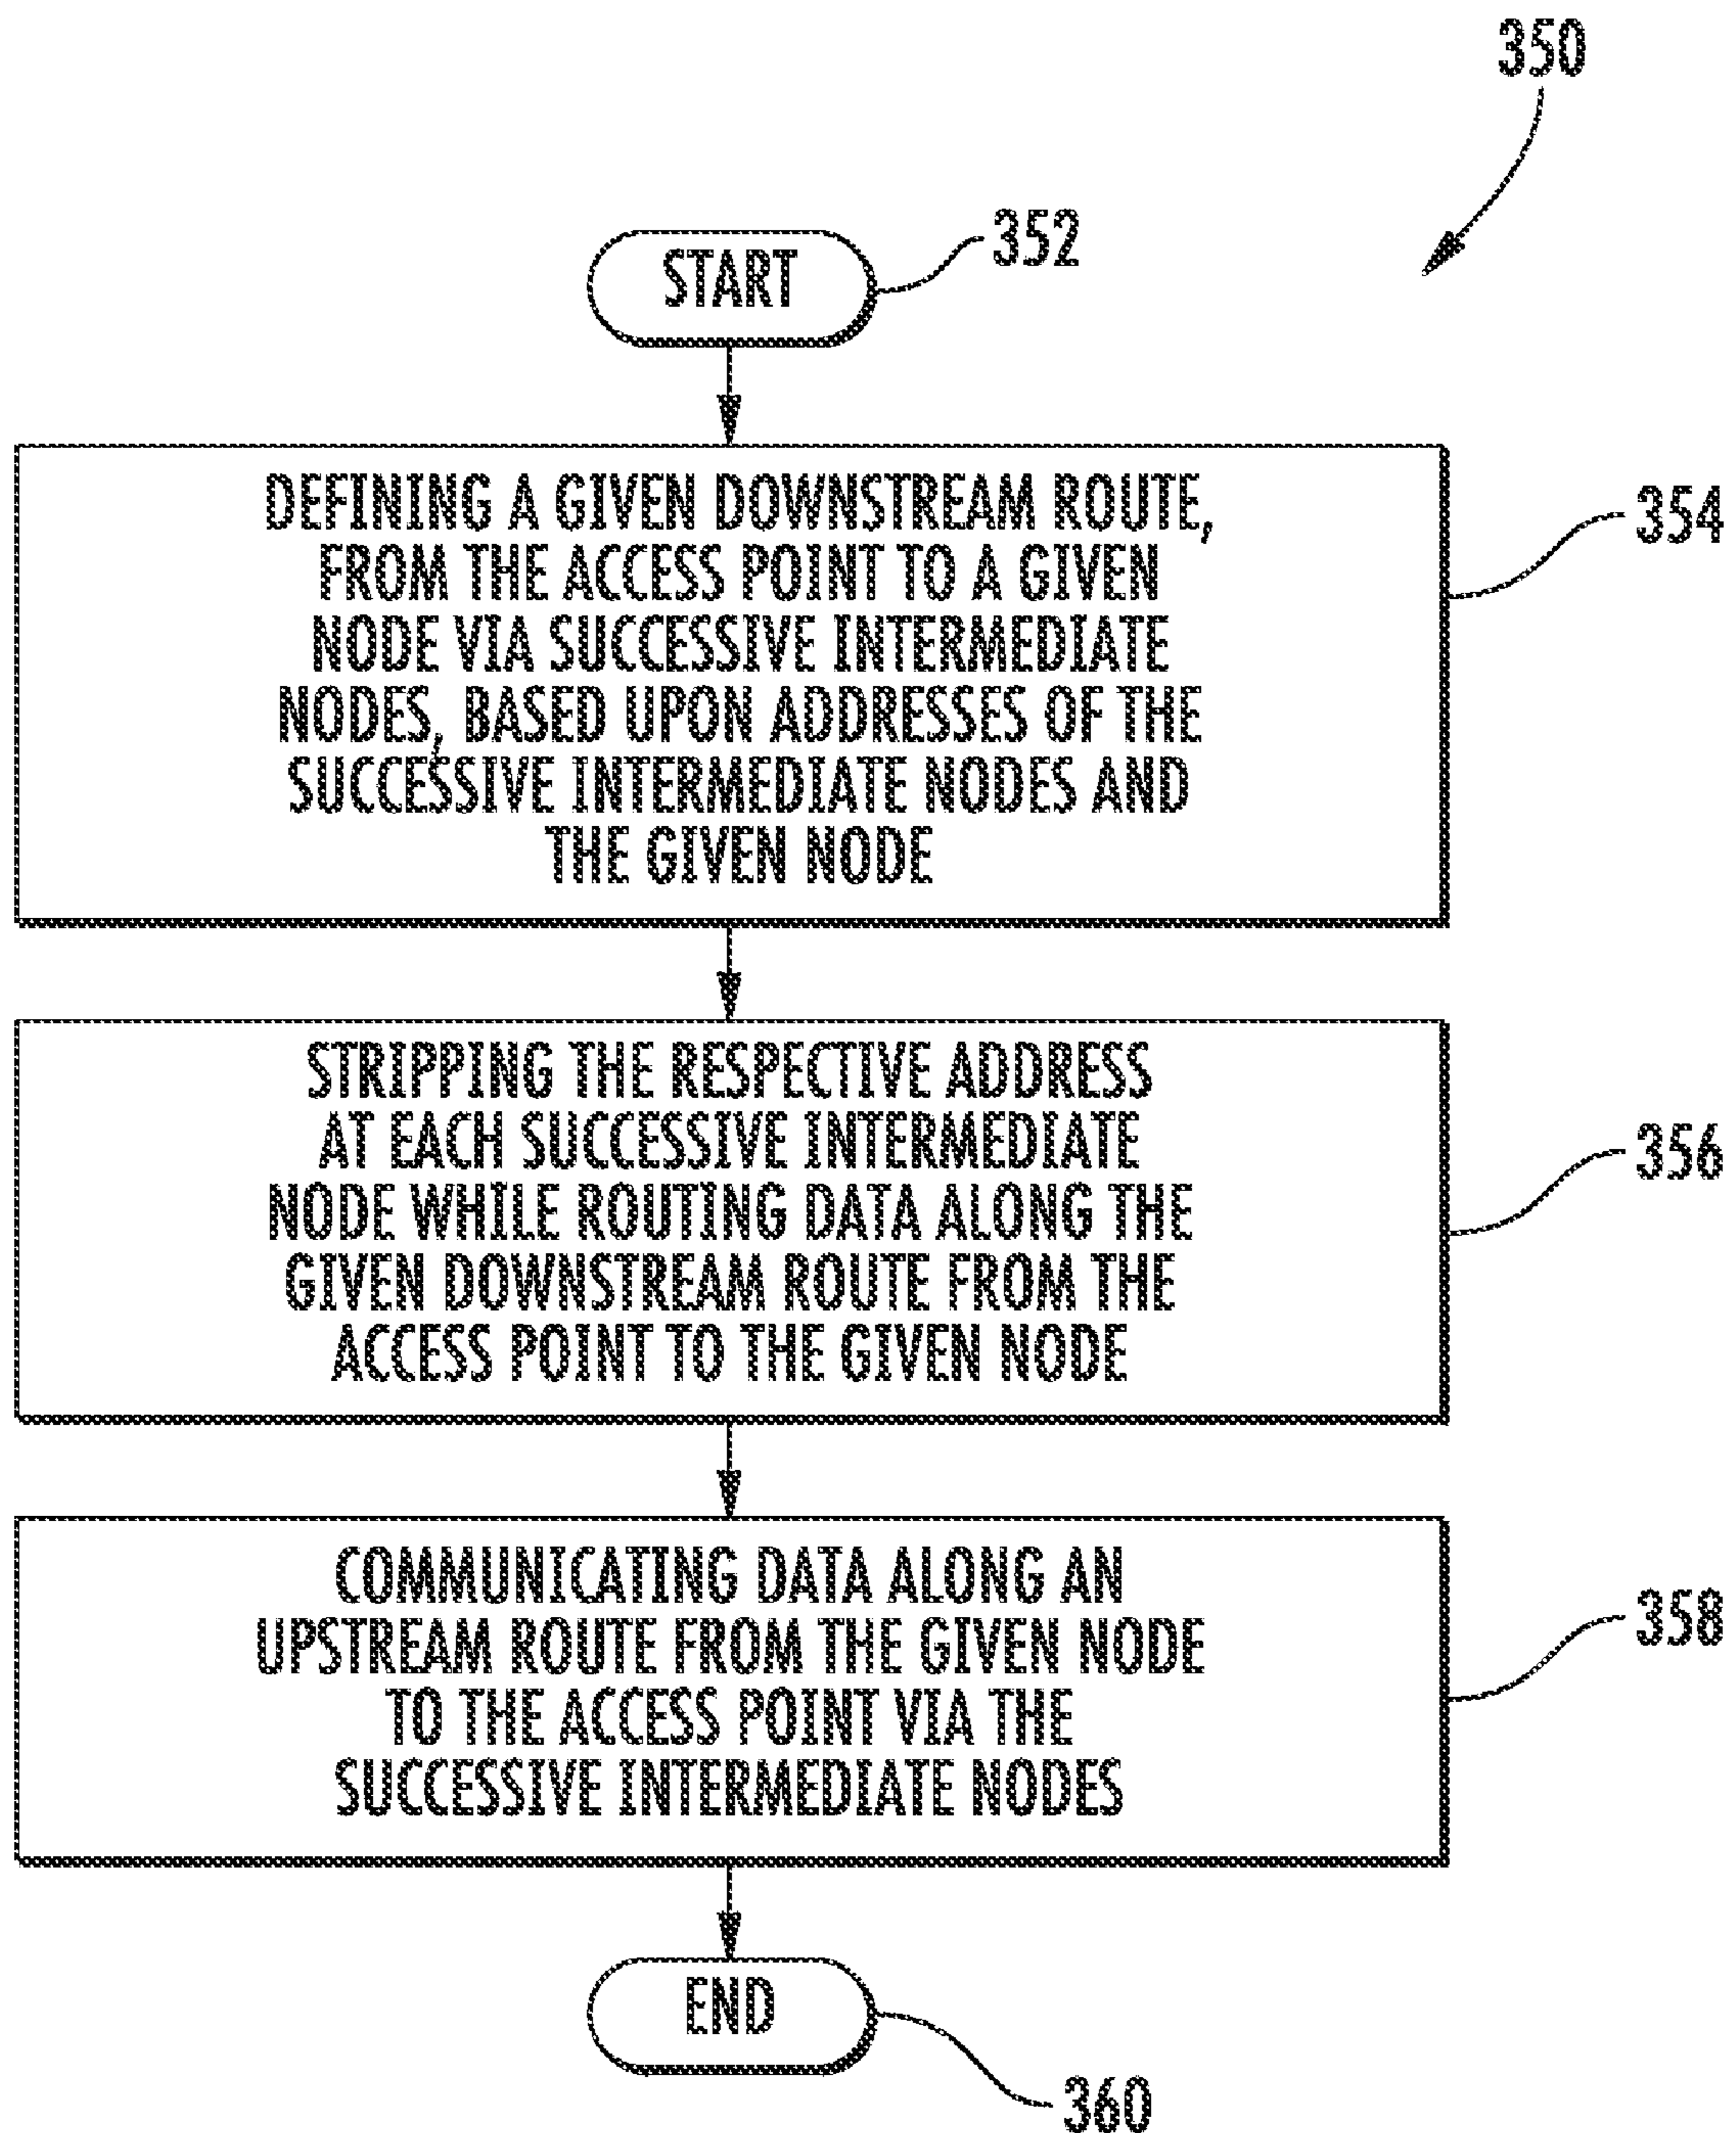 350
START
352
DEFINING A GIVEN DOWNSTREAM ROUTE,
FROM THE ACCESS POINT TO A GIVEN
NODE VIA SUCCESSIVE INTERMEDIATE
NODES, BASED UPON ADDRESSES OF THE
SUCCESSIVE INTERMEDIATE NODES AND
THE GIVEN NODE
354
STRIPPING THE RESPECTIVE ADDRESS
AT EACH SUCCESSIVE INTERMEDIATE
NODE WHILE ROUTING DATA ALONG THE
GIVEN DOWNSTREAM ROUTE FROM THE
ACCESS POINT TO THE GIVEN NODE
356
COMMUNICATING DATA ALONG AN
UPSTREAM ROUTE FROM THE GIVEN NODE
TO THE ACCESS POINT VIA THE
SUCCESSIVE INTERMEDIATE NODES
358
END
360